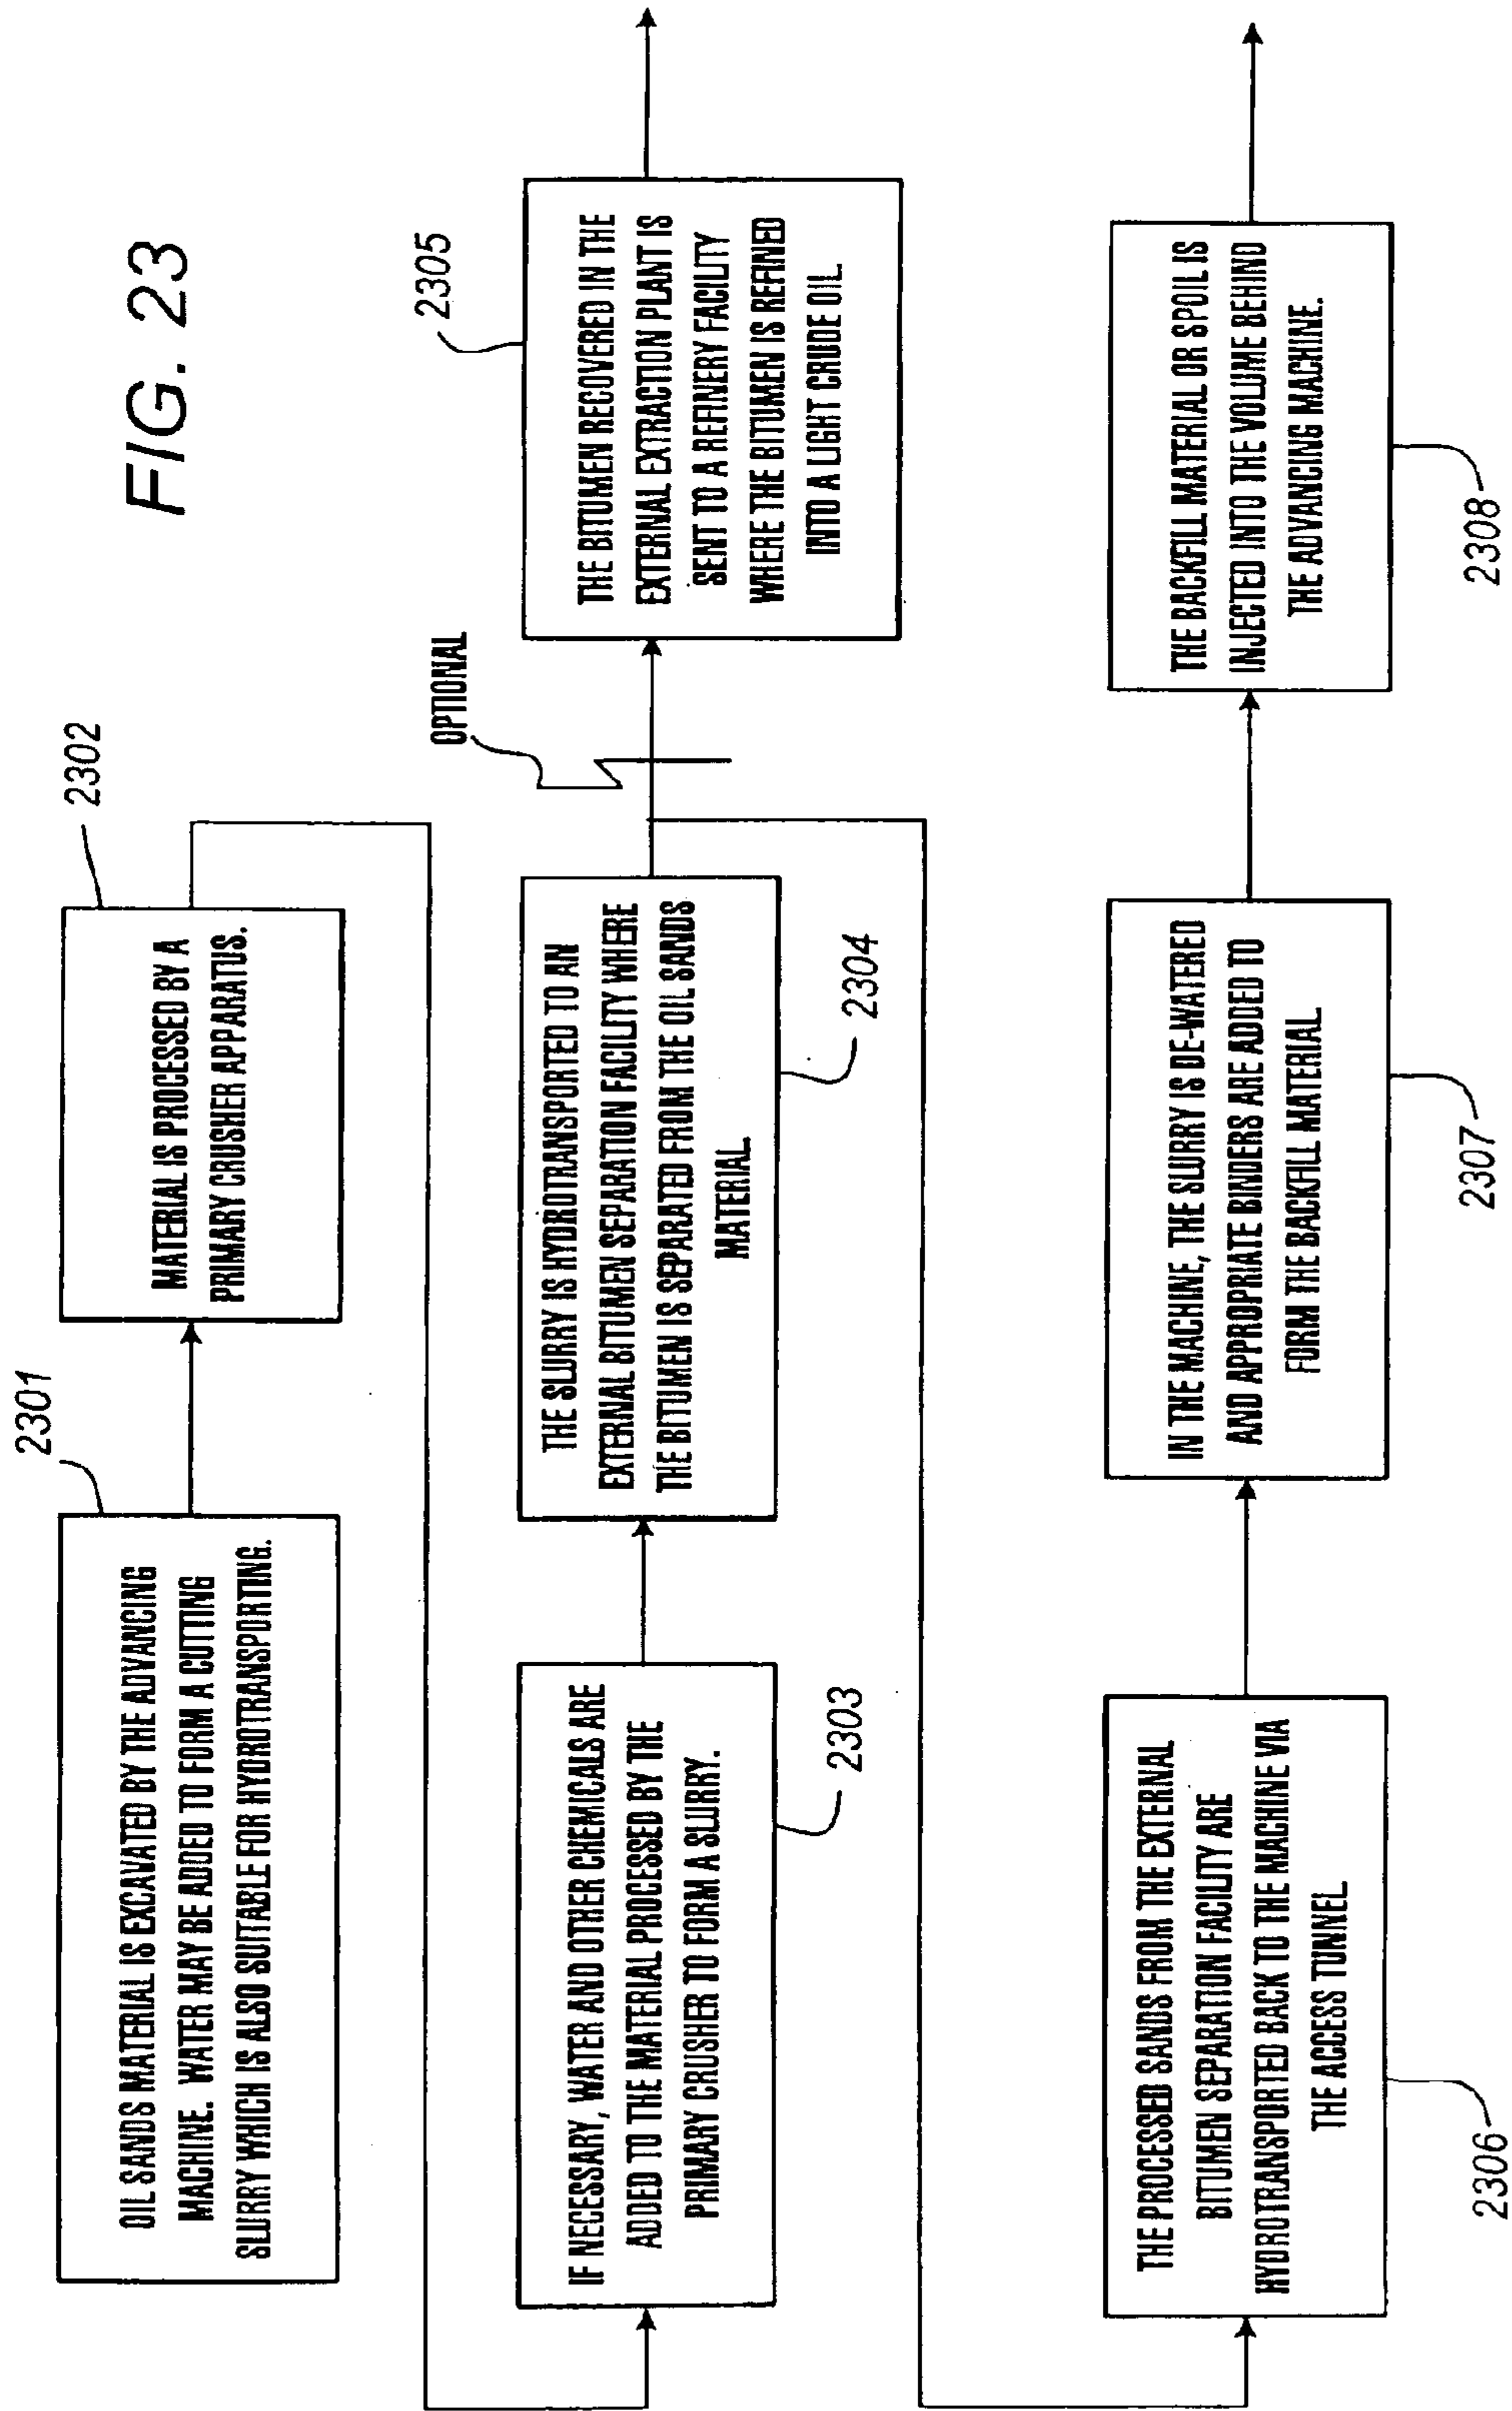 FIG. 23
2301
OIL SANDS MATERIAL IS EXCAVATED BY THE ADVANCING
MACHINE. WATER MAY BE ADDED TO FORM A CUTTING
SLURRY WHICH IS ALSO SUITABLE FOR HYDROTRANSPORTING.
2302
MATERIAL IS PROCESSED BY A
PRIMARY CRUSHER APPARATUS.
IF NECESSARY, WATER AND OTHER CHEMICALS ARE
ADDED TO THE MATERIAL PROCESSED BY THE
PRIMARY CRUSHER TO FORM A SLURRY.
2303
THE SLURRY IS HYDROTRANSPORTED TO AN
EXTERNAL BITUMEN SEPARATION FACILITY WHERE
THE BITUMEN IS SEPARATED FROM THE OIL SANDS
MATERIAL.
2304
OPTIONAL
2305
THE BITUMEN RECOVERED IN THE
EXTERNAL EXTRACTION PLANT IS
SENT TO A REFINERY FACILITY
WHERE THE BITUMEN IS REFINED
INTO A LIGHT CRUDE OIL.
THE PROCESSED SANDS FROM THE EXTERNAL
BITUMEN SEPARATION FACILITY ARE
HYDROTRANSPORTED BACK TO THE MACHINE VIA
THE ACCESS TUNNEL.
2306
IN THE MACHINE, THE SLURRY IS DE-WATERED
AND APPROPRIATE BINDERS ARE ADDED TO
FORM THE BACKFILL MATERIAL.
2307
THE BACKFILL MATERIAL OR SPOIL IS
INJECTED INTO THE VOLUME BEHIND
THE ADVANCING MACHINE.
2308